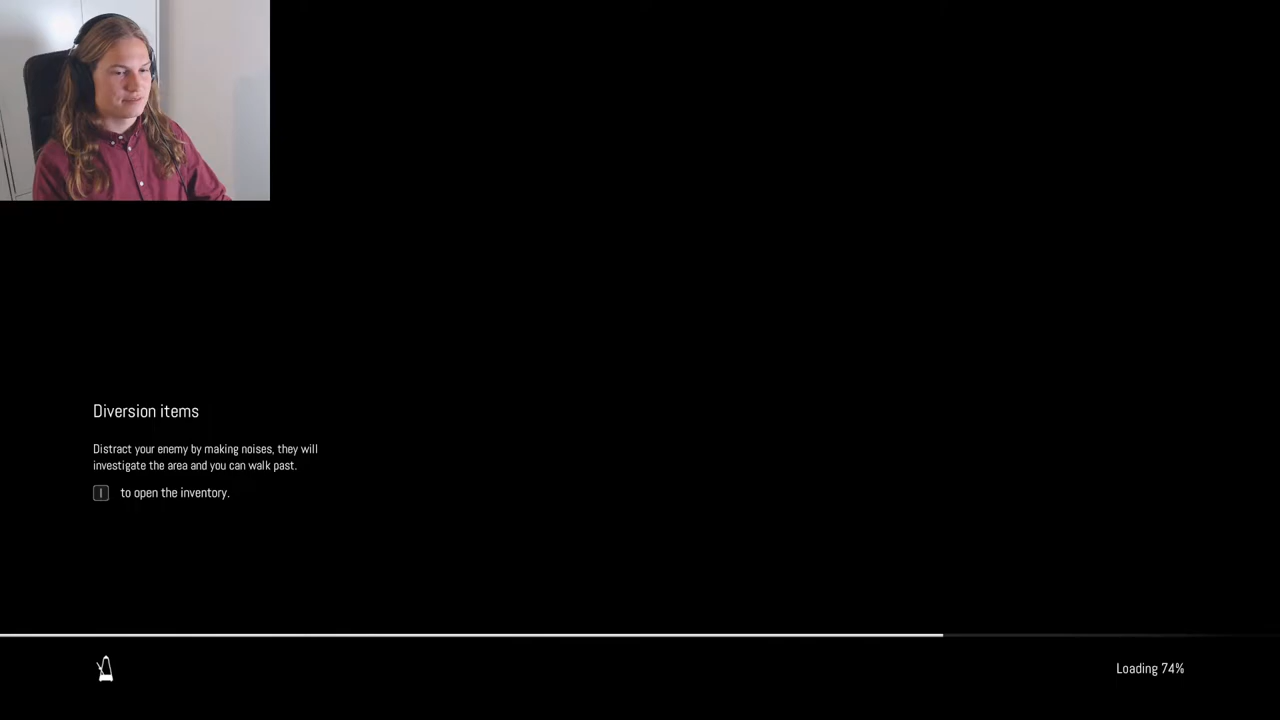 Diversion items
Distract your enemy by making noises, they will
investigate the area and you can walk past.
I to open the inventory.
Loading 74%